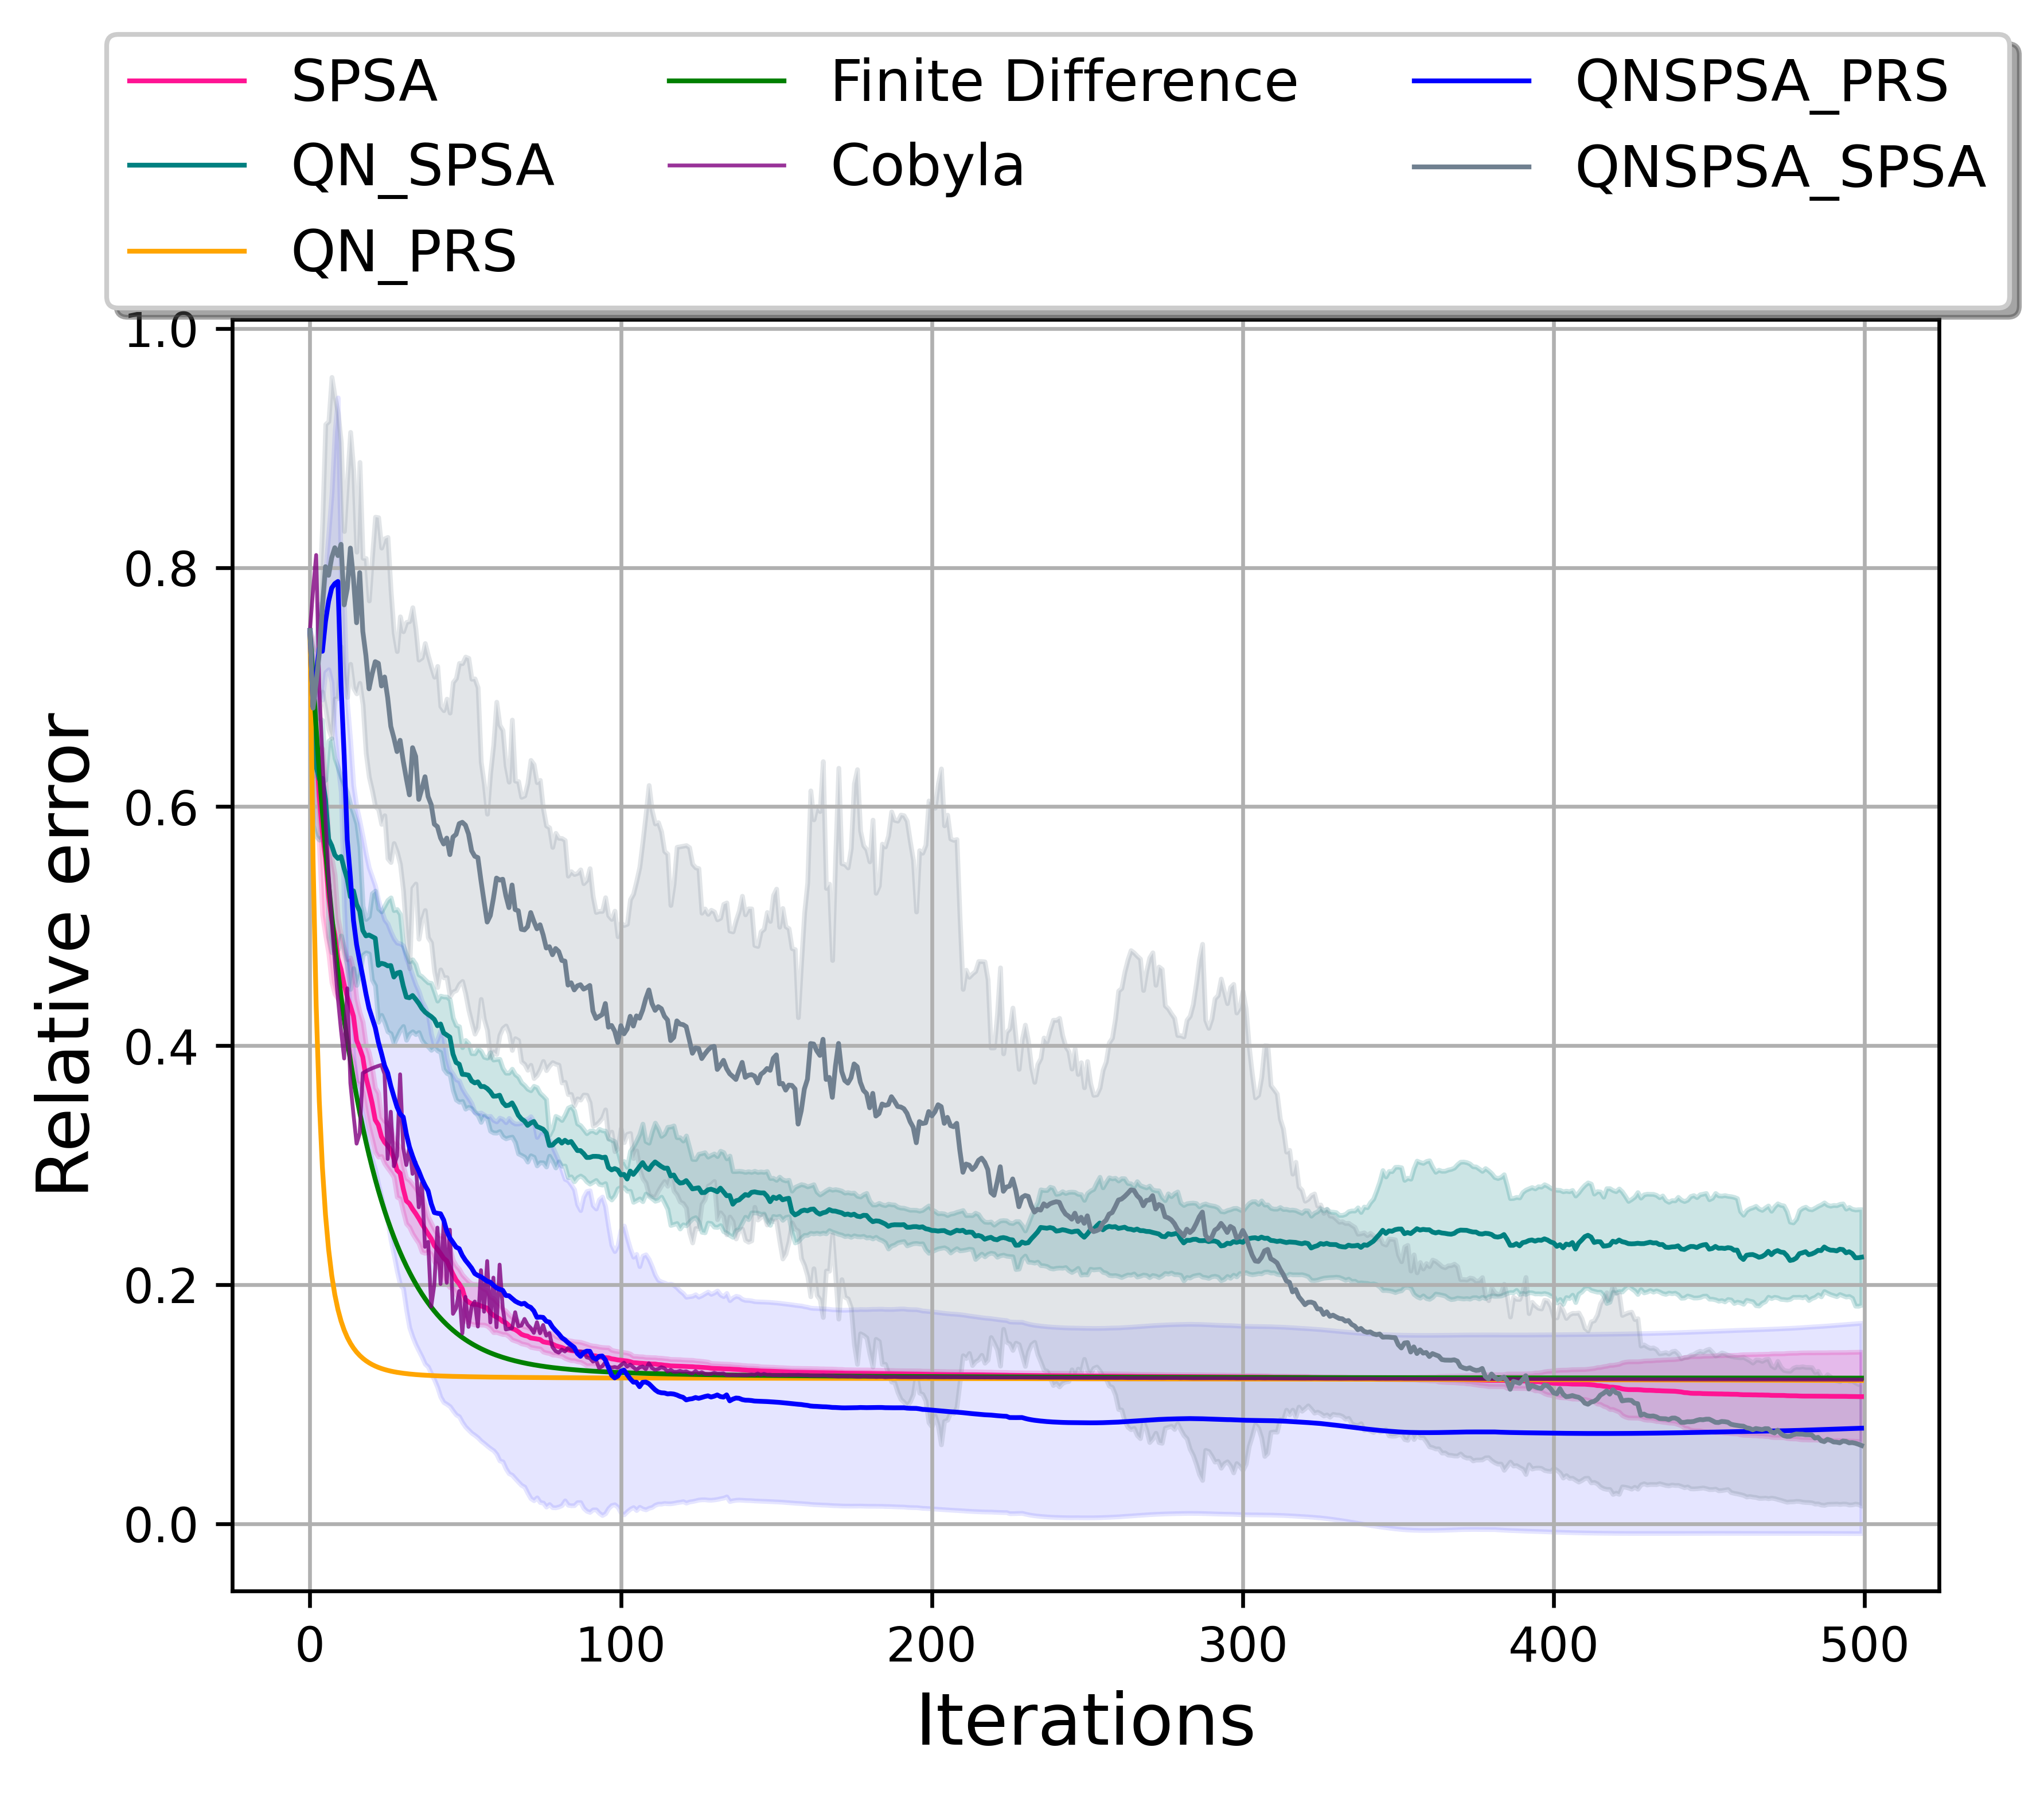 SPSA
QN_SPSA
QN_PRS
Finite Difference
Cobyla
QNSPSA_PRS
QNSPSA_SPSA
1.0
0.8
0.6
0.4
0.2
0.0
Relative error
0 100 200 300 400 500
Iterations